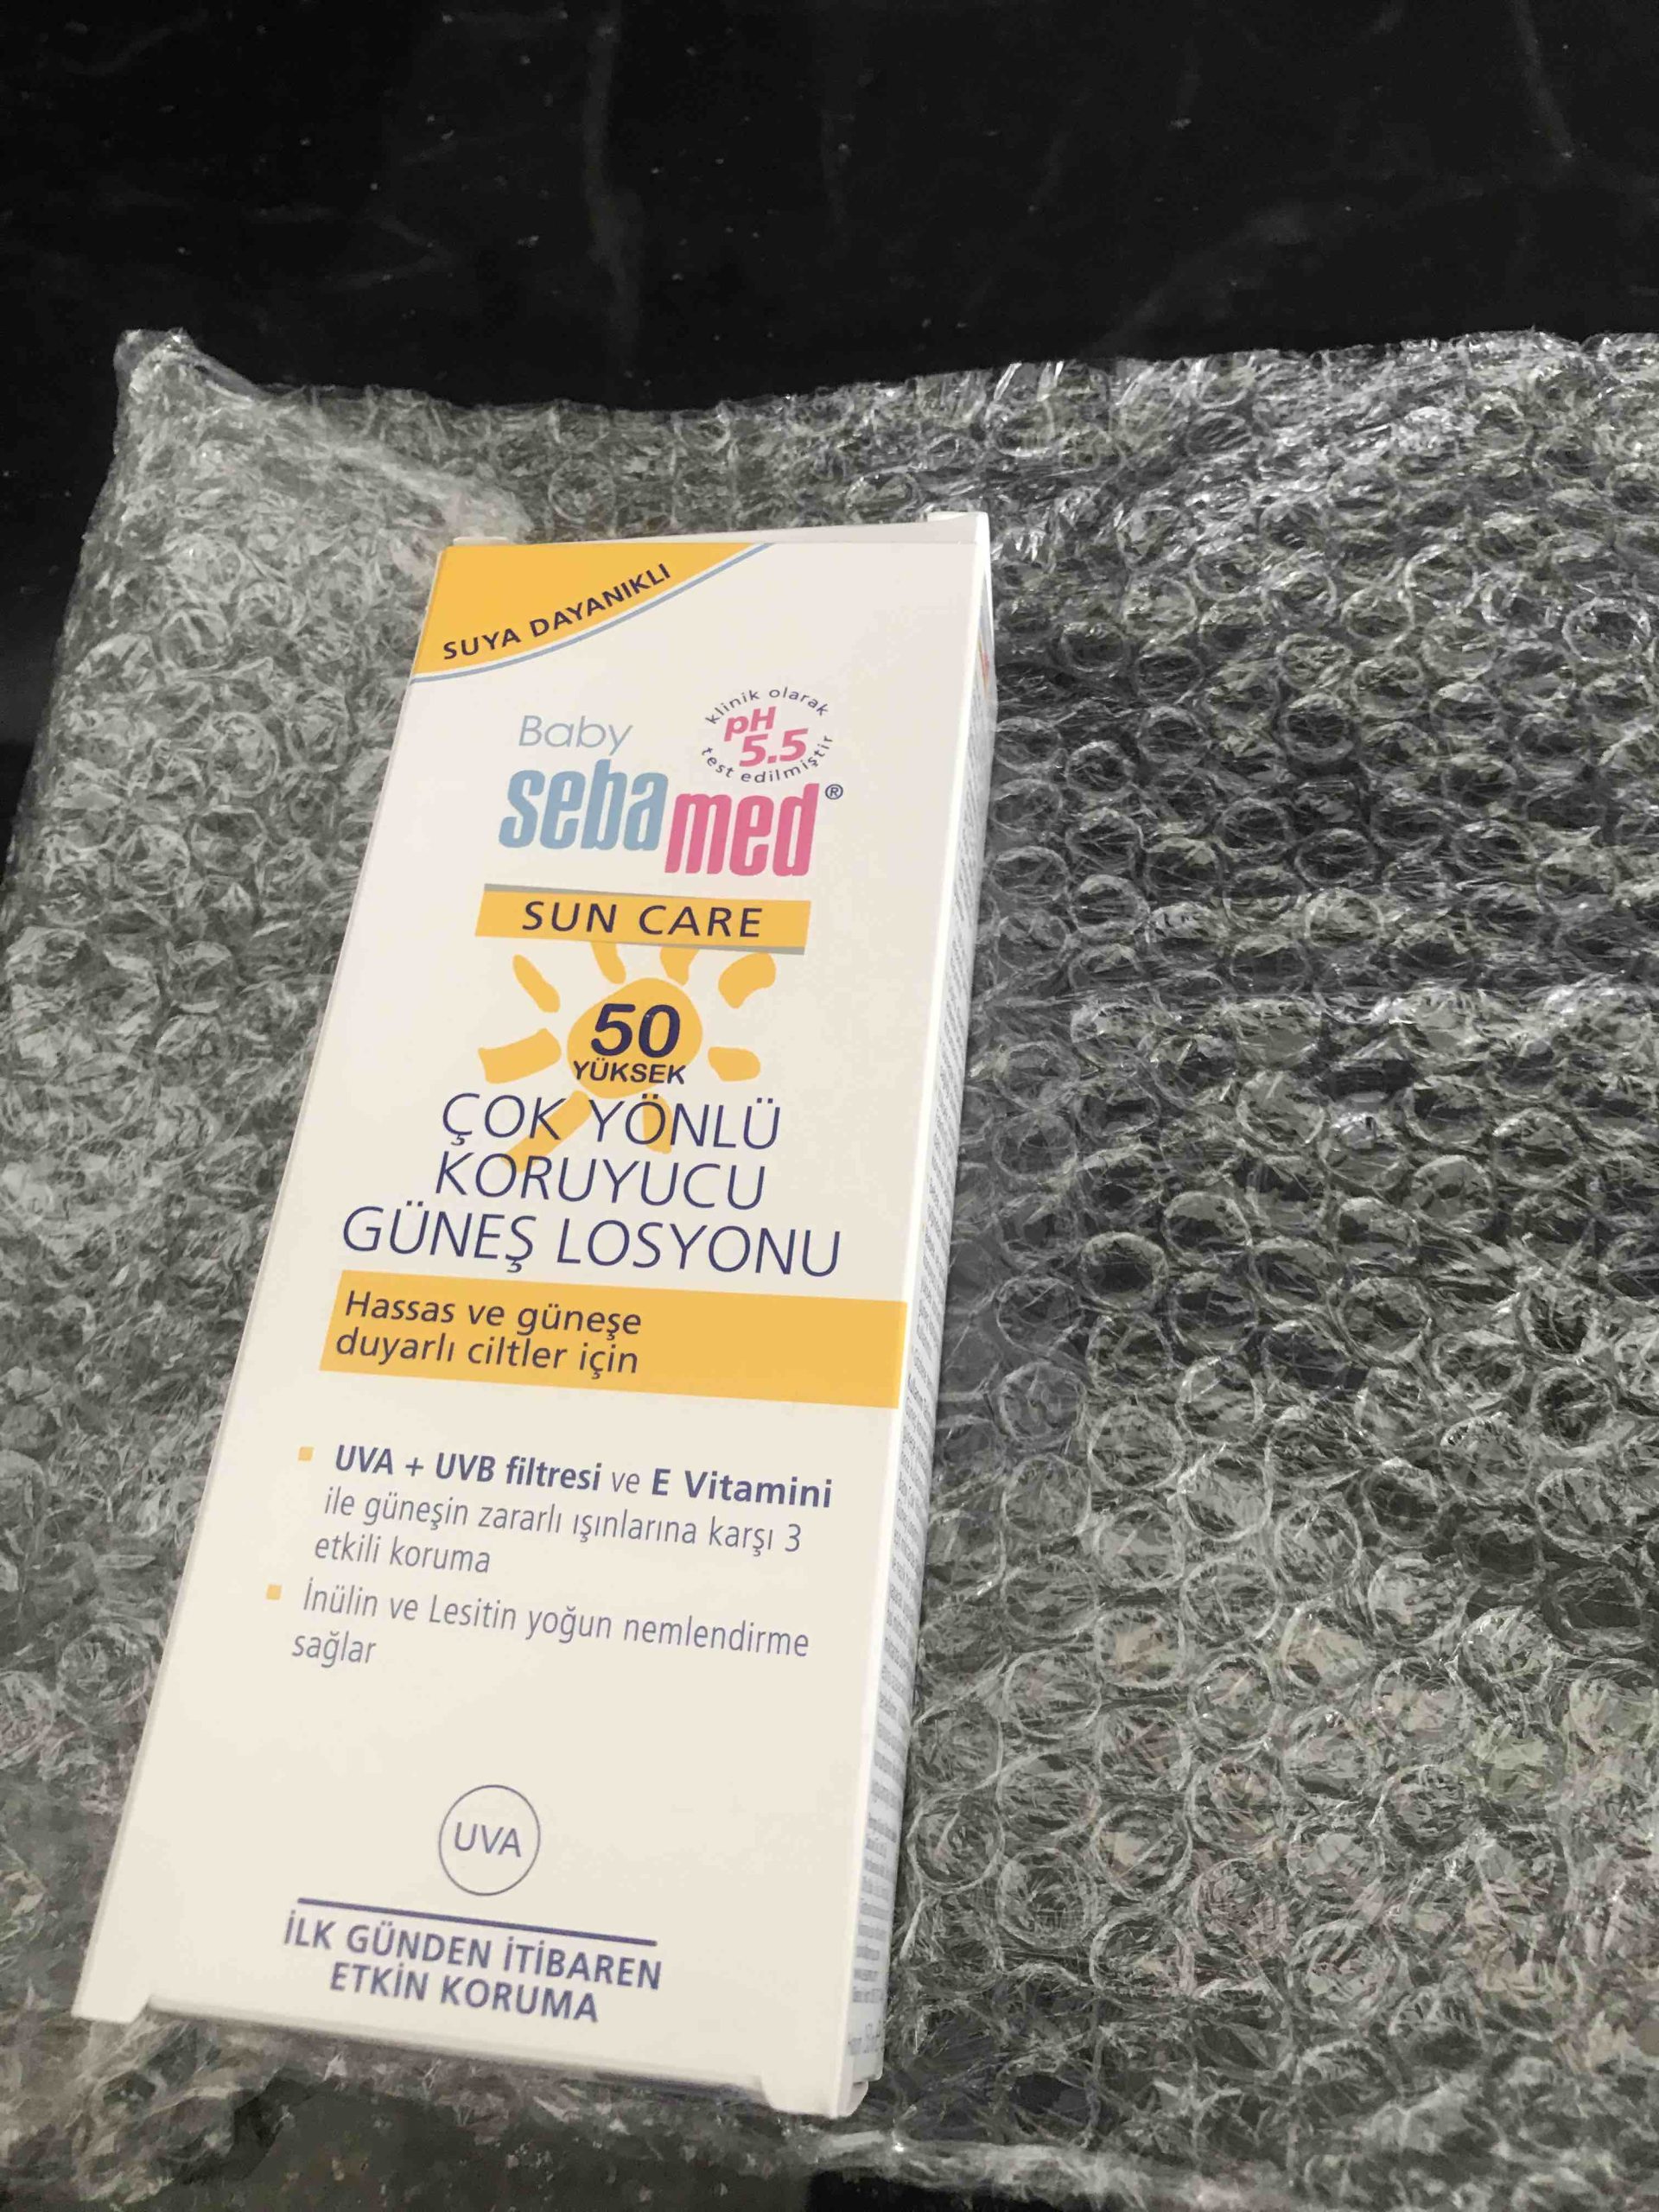 SUYA DAYANIKLI
klinik olarak
pH
5.5
test edilmiştir
Baby
sebamed®
SUN CARE
50
YÜKSEK
ÇOK YÖNLÜ
KORUYUCU
GÜNEŞ LOSYONU
Hassas ve güneşe
duyarlı ciltler için
UVA + UVB filtresi ve E Vitamini
ile güneşin zararlı ışınlarına karşı 3
etkili koruma
İnülin ve Lesitin yoğun nemlendirme
sağlar
UVA
İLK GÜNDEN İTİBAREN
ETKİN KORUMA